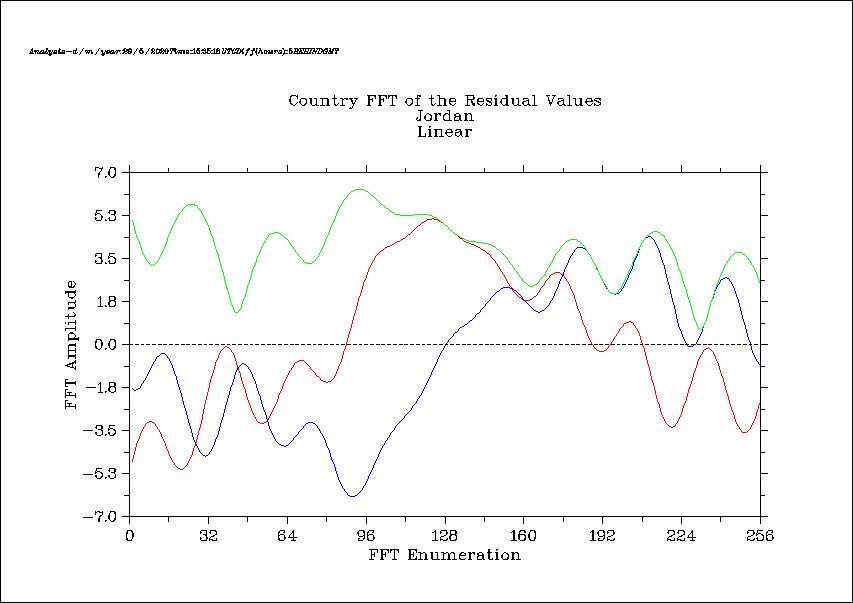 Country FFT of the Residual Values
Jordan
Linear
FFT Amplitude
7.0
5.3
3.5
1.8
0.0
−1.8
−3.5
−5.3
−7.0
0 32 64 96 128 160 192 224 256
FFT Enumeration